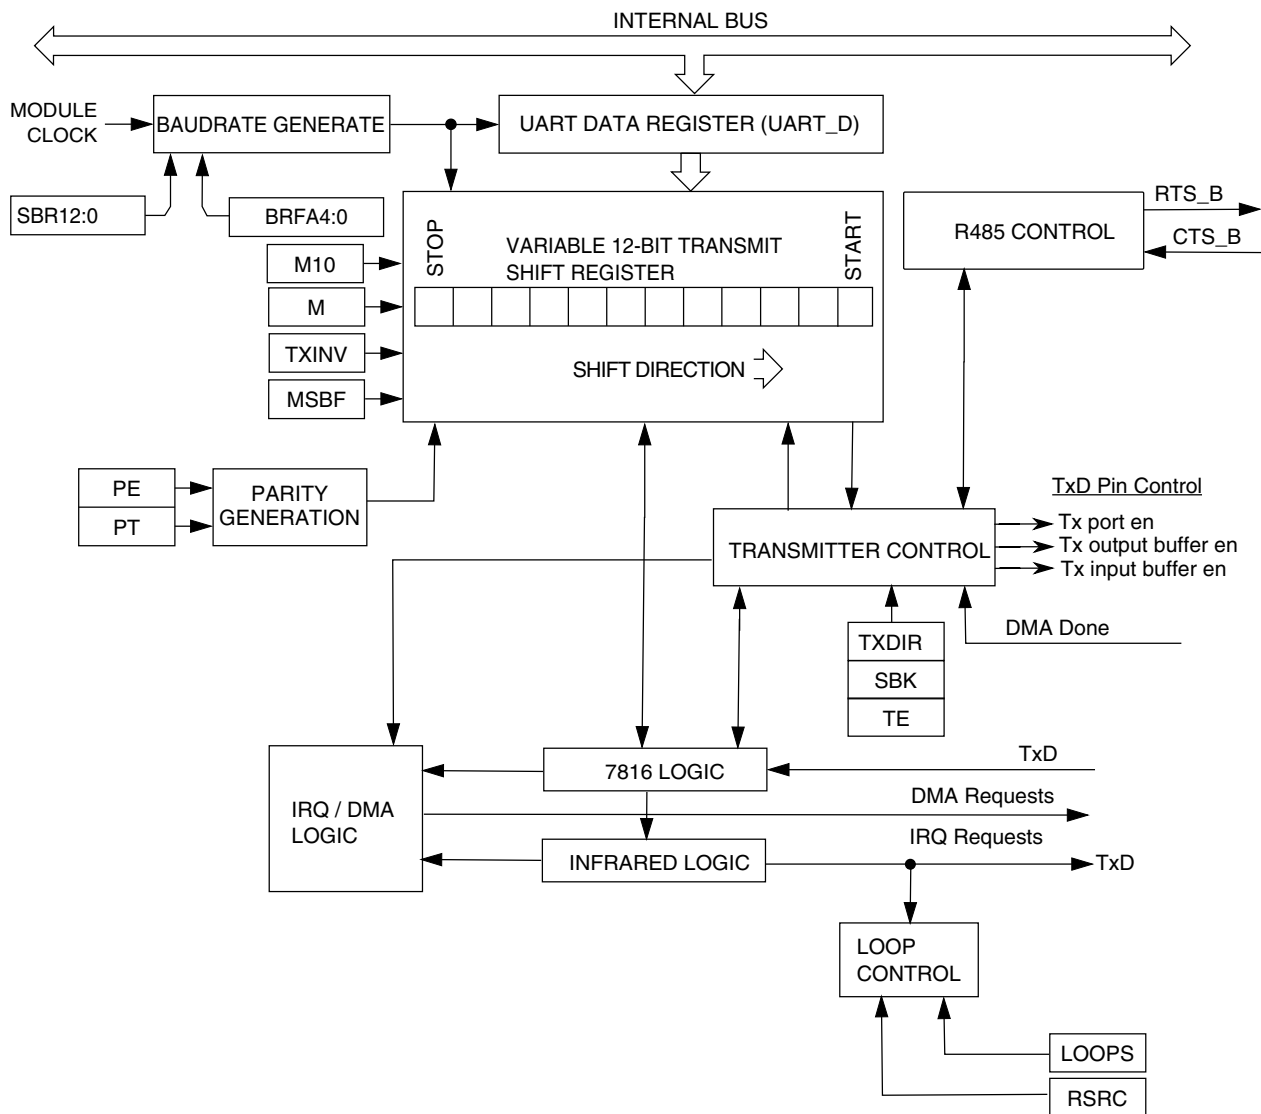 INTERNAL BUS
MODULE
CLOCK
BAUDRATE GENERATE
UART DATA REGISTER (UART_D)
SBR12:0
BRFA4:0
STOP
VARIABLE 12-BIT TRANSMIT
SHIFT REGISTER
START
R485 CONTROL
RTS_B
CTS_B
M10
M
TXINV
MSBF
SHIFT DIRECTION
PE
PT
PARITY
GENERATION
TRANSMITTER CONTROL
TxD Pin Control
Tx port en
Tx output buffer en
Tx input buffer en
DMA Done
TXDIR
SBK
TE
IRQ / DMA
LOGIC
7816 LOGIC
TxD
DMA Requests
IRQ Requests
INFRARED LOGIC
TxD
LOOP
CONTROL
LOOPS
RSRC